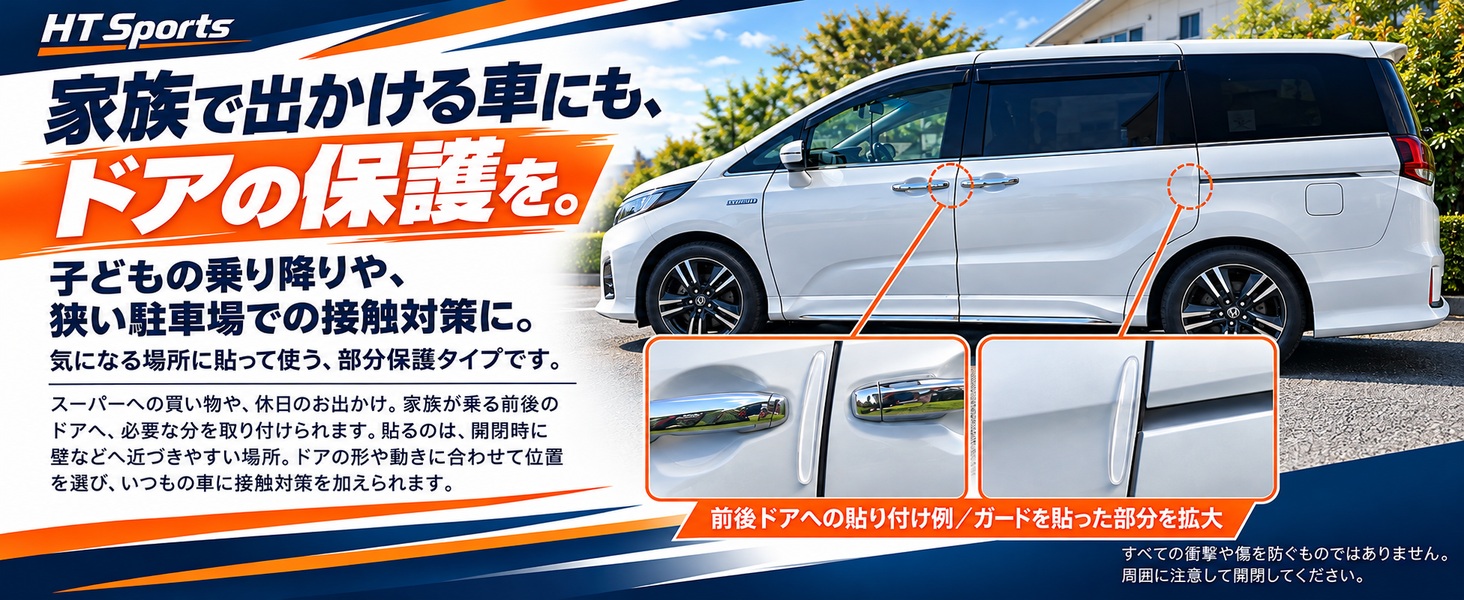 HT Sports
家族で出かける車にも、
ドアの保護を。
子どもの乗り降りや、
狭い駐車場での接触対策に。
気になる場所に貼って使う、部分保護タイプです。
スーパーへの買い物や、休日のお出かけ。家族が乗る前後の
ドアへ、必要な分を取り付けられます。貼るのは、開閉時に
壁などへ近づきやすい場所。ドアの形や動きに合わせて位置
を選び、いつもの車に接触対策を加えられます。
前後ドアへの貼り付け例／ガードを貼った部分を拡大
すべての衝撃や傷を防ぐものではありません。
周囲に注意して開閉してください。